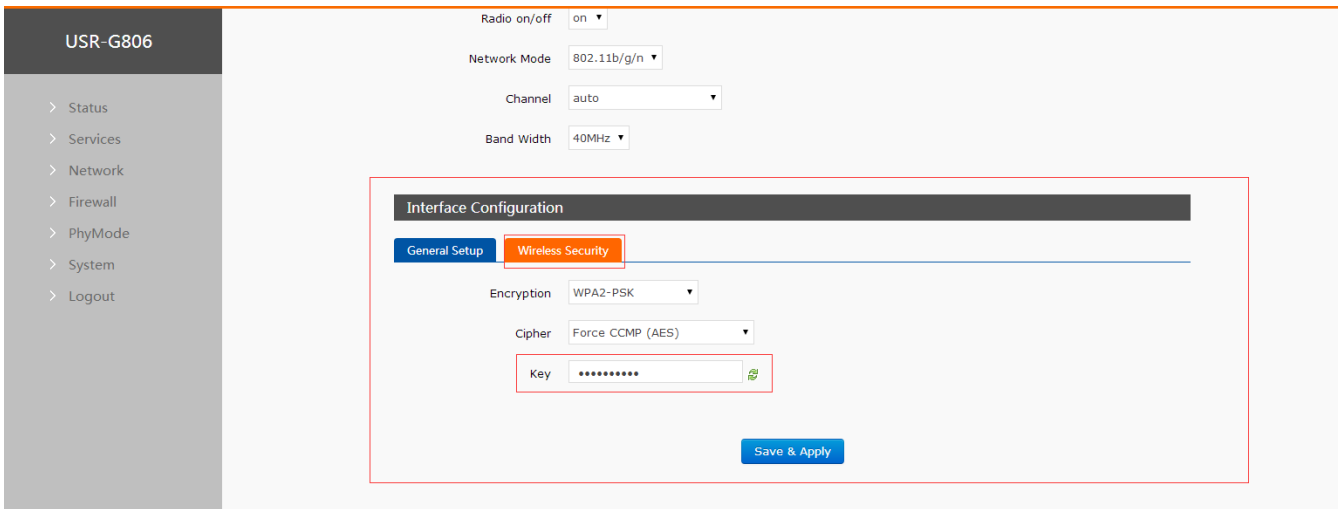 USR-G806
Status
Services
Network
Firewall
PhyMode
System
Logout
Radio on/off on
Network Mode 802.11b/g/n
Channel auto
Band Width 40MHz
Interface Configuration
General Setup Wireless Security
Encryption WPA2-PSK
Cipher Force CCMP (AES)
Key ••••••••••
Save & Apply